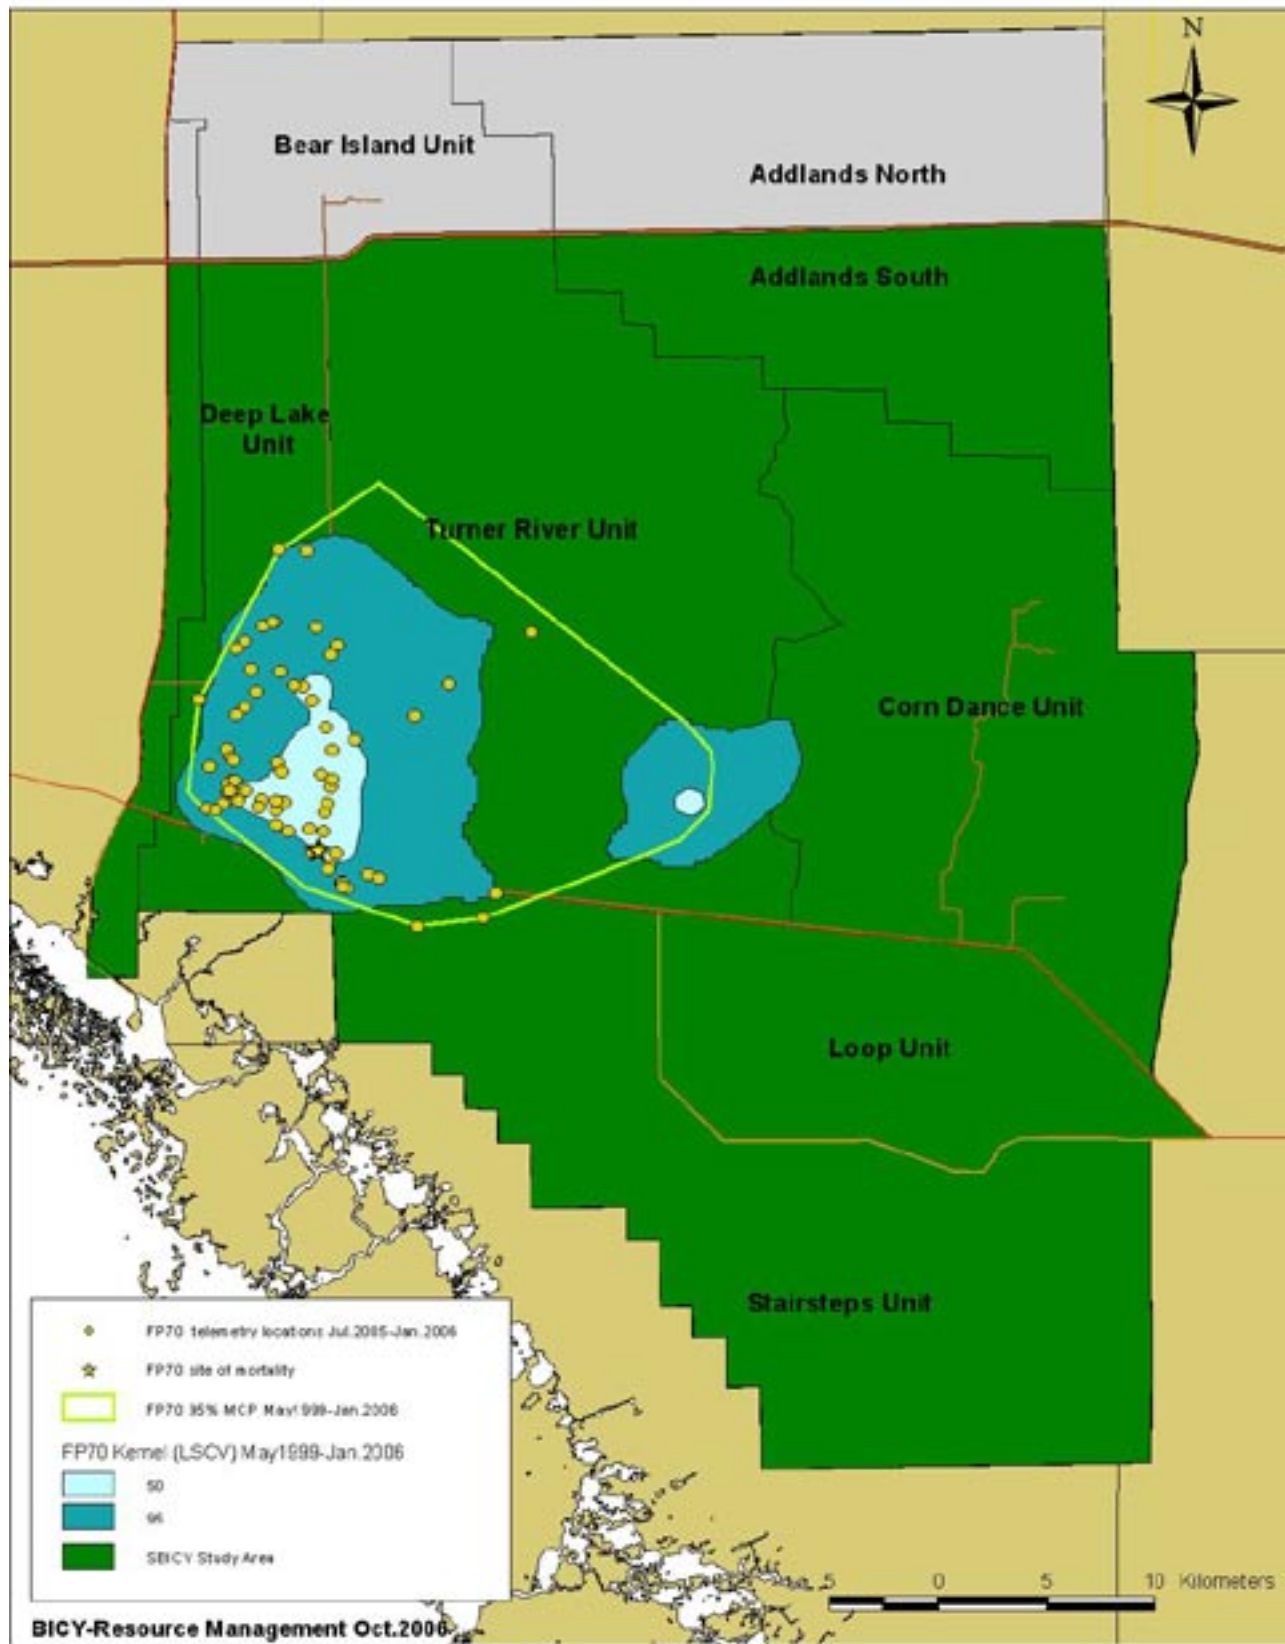 N
Bear Island Unit
Addlands North
Addlands South
Deep Lake
Unit
Turner River Unit
Corn Dance Unit
Loop Unit
Stairsteps Unit
FP70 telemetry locations Jul.2005-Jan.2006
FP70 site of mortality
FP70 95% MCP May1999-Jan.2006
FP70 Kernel (LSCV) May1999-Jan.2006
50
95
SBICY Study Area
5 0 5 10 Kilometers
BICY-Resource Management Oct.2006